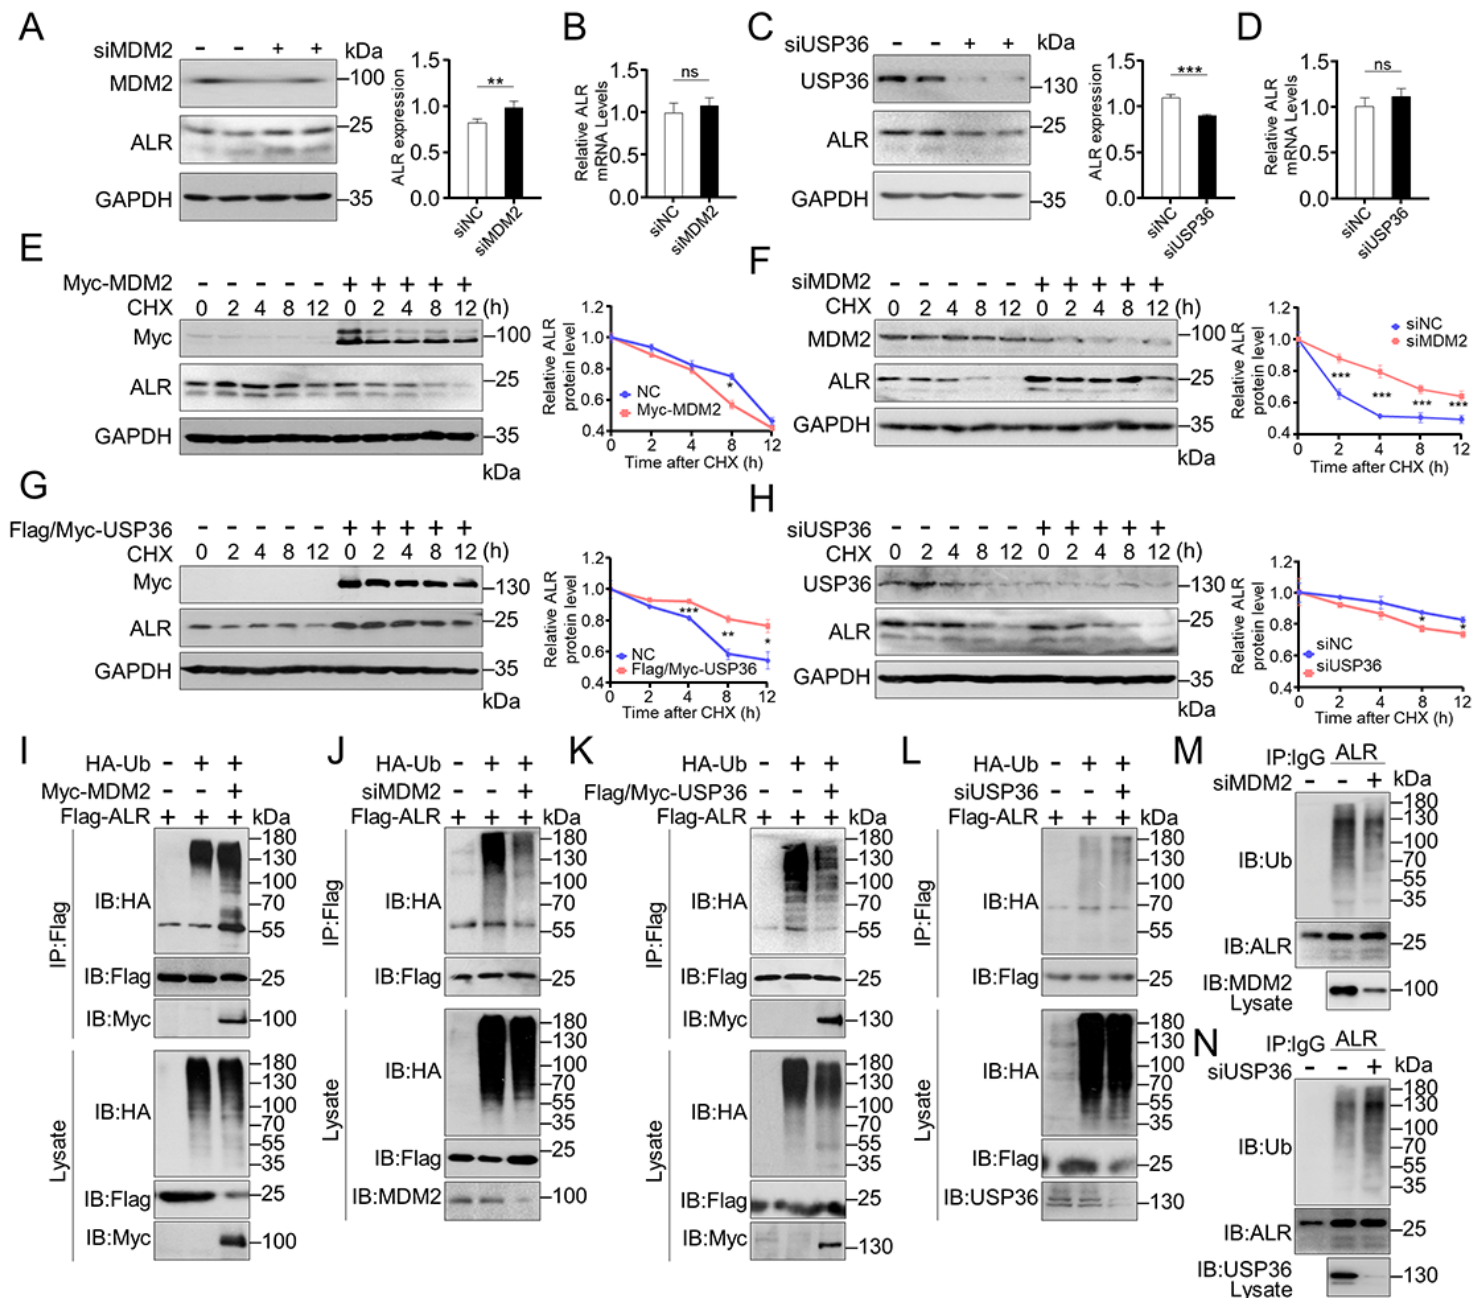 A
siMDM2 - - + + kDa
MDM2 100
ALR 25
GAPDH 35
ALR expression
1.5
1.0
0.5
0.0
**
siNC
siMDM2
B
Relative ALR
mRNA Levels
1.5
1.0
0.5
0.0
ns
siNC
siMDM2
C
siUSP36 - - + + kDa
USP36 130
ALR 25
GAPDH 35
ALR expression
1.5
1.0
0.5
0.0
***
siNC
siUSP36
D
Relative ALR
mRNA Levels
1.5
1.0
0.5
0.0
ns
siNC
siUSP36
E
Myc-MDM2 - - - - - + + + + +
CHX 0 2 4 8 12 0 2 4 8 12 (h)
Myc 100
ALR 25
GAPDH 35
kDa
Relative ALR
protein level
1.2
1.0
0.8
0.6
0.4
*
NC
Myc-MDM2
0 2 4 8 12
Time after CHX (h)
F
siMDM2 - - - - - + + + + +
CHX 0 2 4 8 12 0 2 4 8 12 (h)
MDM2 100
ALR 25
GAPDH 35
kDa
Relative ALR
protein level
1.2
1.0
0.8
0.6
0.4
siNC
siMDM2
*** *** *** ***
0 2 4 8 12
Time after CHX (h)
G
Flag/Myc-USP36 - - - - - + + + + +
CHX 0 2 4 8 12 0 2 4 8 12 (h)
Myc 130
ALR 25
GAPDH 35
kDa
Relative ALR
protein level
1.2
1.0
0.8
0.6
0.4
*** ** *
NC
Flag/Myc-USP36
0 2 4 8 12
Time after CHX (h)
H
siUSP36 - - - - - + + + + +
CHX 0 2 4 8 12 0 2 4 8 12 (h)
USP36 130
ALR 25
GAPDH 35
kDa
Relative ALR
protein level
1.2
1.0
0.8
0.6
0.4
* *
siNC
siUSP36
0 2 4 8 12
Time after CHX (h)
I
HA-Ub - + +
Myc-MDM2 - - +
Flag-ALR + + + kDa
IP:Flag
IB:HA
180
130
100
70
55
IB:Flag 25
IB:Myc 100
Lysate
IB:HA
180
130
100
70
55
35
IB:Flag 25
IB:Myc 100
J
HA-Ub - + +
siMDM2 - - +
Flag-ALR + + + kDa
IP:Flag
IB:HA
180
130
100
70
55
IB:Flag 25
Lysate
IB:HA
180
130
100
70
55
35
IB:Flag 25
IB:MDM2 100
K
HA-Ub - + +
Flag/Myc-USP36 - - +
Flag-ALR + + + kDa
IP:Flag
IB:HA
180
130
100
70
55
IB:Flag 25
IB:Myc 130
Lysate
IB:HA
180
130
100
70
55
35
IB:Flag 25
IB:Myc 130
L
HA-Ub - + +
siUSP36 - - +
Flag-ALR + + + kDa
IP:Flag
IB:HA
180
130
100
70
55
IB:Flag 25
Lysate
IB:HA
180
130
100
70
55
35
IB:Flag 25
IB:USP36 130
M
IP:IgG ALR
siMDM2 - - + kDa
IB:Ub
180
130
100
70
55
35
IB:ALR 25
IB:MDM2 100
Lysate
N
IP:IgG ALR
siUSP36 - - + kDa
IB:Ub
180
130
100
70
55
35
IB:ALR 25
IB:USP36 130
Lysate